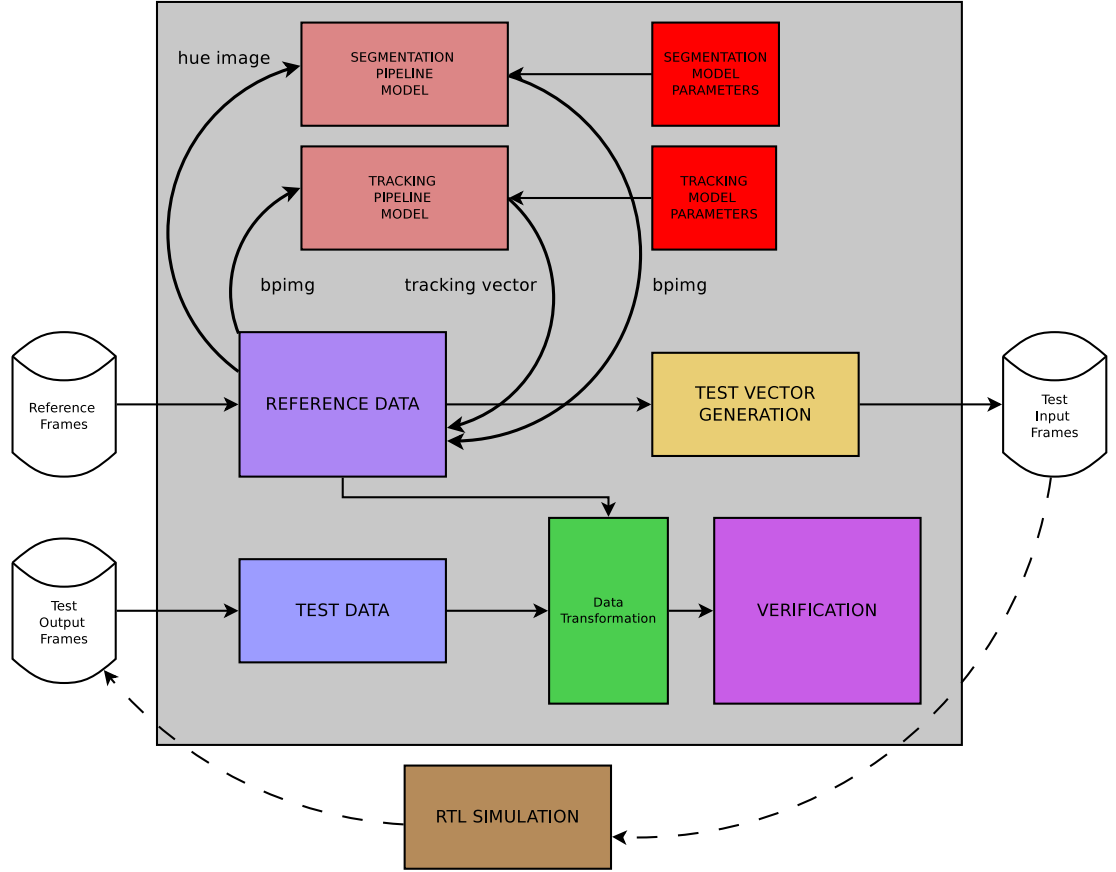 hue image
SEGMENTATION
PIPELINE
MODEL
SEGMENTATION
MODEL
PARAMETERS
TRACKING
PIPELINE
MODEL
TRACKING
MODEL
PARAMETERS
bpimg
tracking vector
bpimg
Reference
Frames
REFERENCE DATA
TEST VECTOR
GENERATION
Test
Input
Frames
Test
Output
Frames
TEST DATA
Data
Transformation
VERIFICATION
RTL SIMULATION